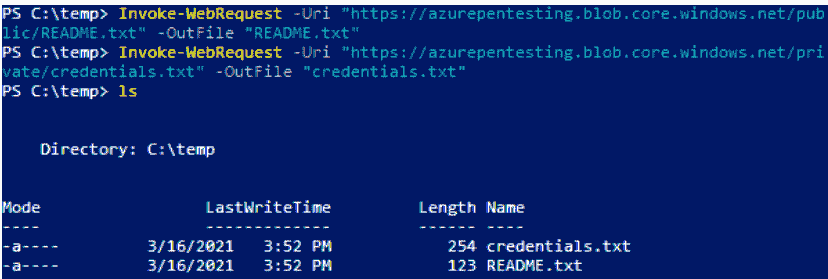 PS C:\temp> Invoke-WebRequest -Uri "https://azurepentesting.blob.core.windows.net/pub
lic/README.txt" -OutFile "README.txt"
PS C:\temp> Invoke-WebRequest -Uri "https://azurepentesting.blob.core.windows.net/pri
vate/credentials.txt" -OutFile "credentials.txt"
PS C:\temp> ls
Directory: C:\temp
Mode LastWriteTime Length Name
---- ------------- ------ ----
-a---- 3/16/2021 3:52 PM 254 credentials.txt
-a---- 3/16/2021 3:52 PM 123 README.txt